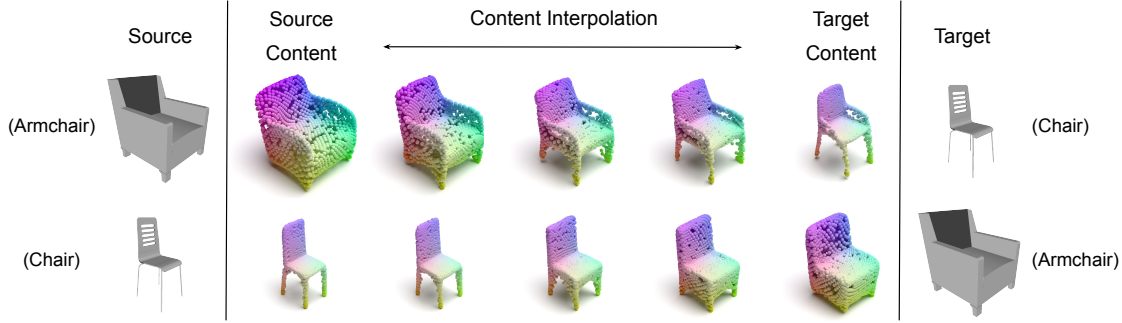 Source
Source
Content
Content Interpolation
Target
Content
Target
(Armchair)
(Chair)
(Chair)
(Armchair)